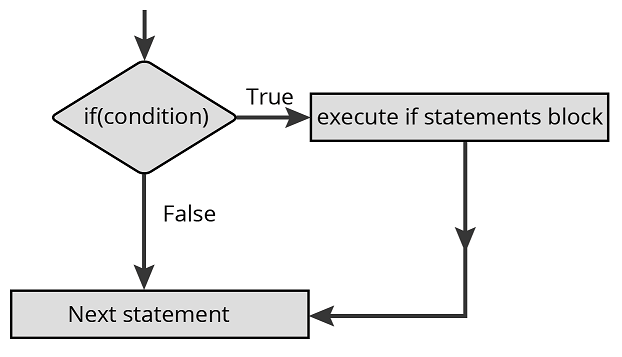 if(condition)
True
execute if statements block
False
Next statement